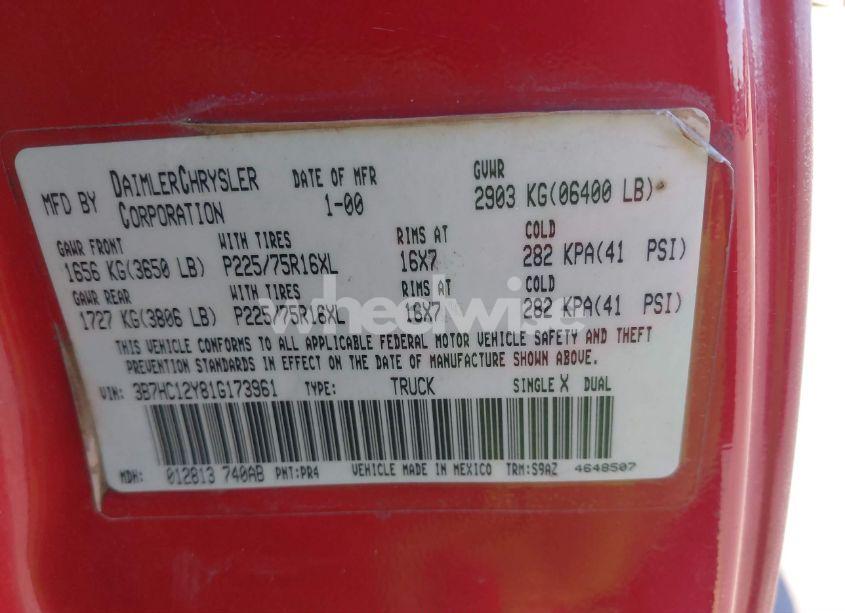 MFD BY DAIMLERCHRYSLER CORPORATION DATE OF MFR 1-00 GVWR 2903 KG(06400 LB)
GAWR FRONT WITH TIRES RIMS AT COLD
1656 KG(3650 LB) P225/75R16XL 16X7 282 KPA(41 PSI)
GAWR REAR WITH TIRES RIMS AT COLD
1727 KG(3806 LB) P225/75R16XL 16X7 282 KPA(41 PSI)
THIS VEHICLE CONFORMS TO ALL APPLICABLE FEDERAL MOTOR VEHICLE SAFETY AND THEFT
PREVENTION STANDARDS IN EFFECT ON THE DATE OF MANUFACTURE SHOWN ABOVE.
VIN: 3B7HC12Y81G173961 TYPE: TRUCK SINGLE X DUAL
MDH: 012813 740AB PNT:PR4 VEHICLE MADE IN MEXICO TRM:S9AZ 4648507
wheelwise